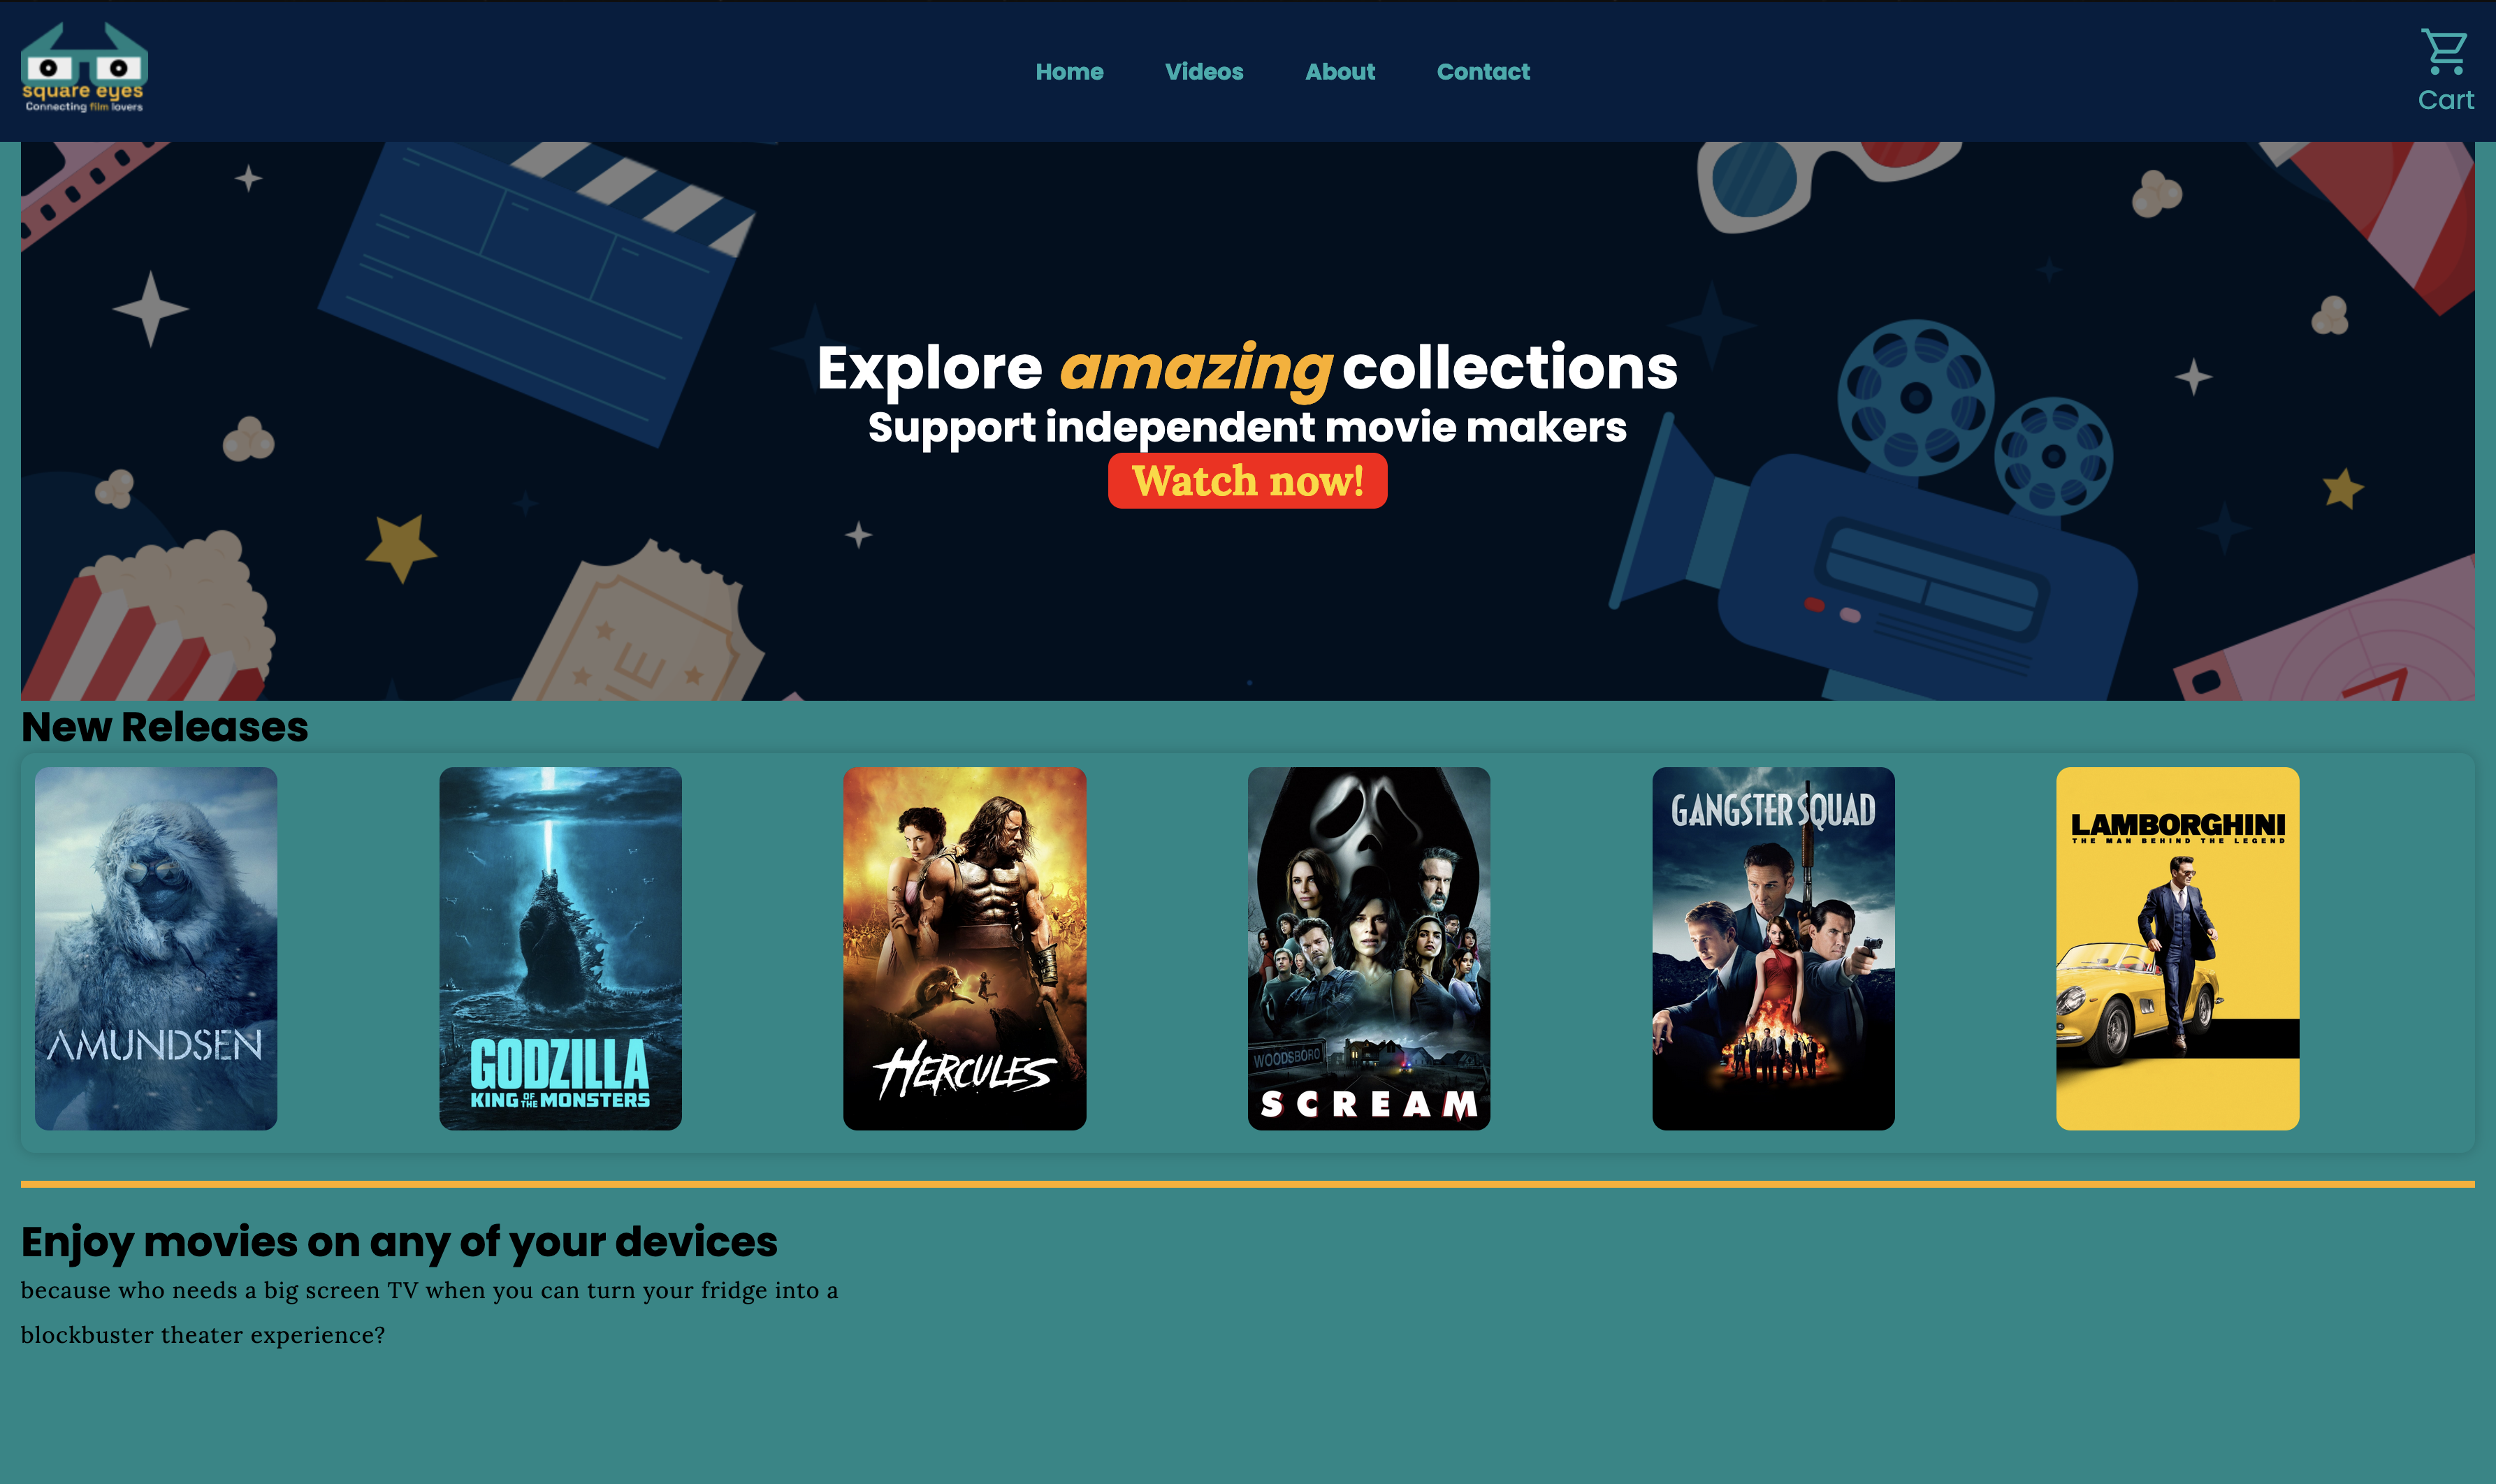 square eyes
Connecting film lovers
Home Videos About Contact
Cart
Explore amazing collections
Support independent movie makers
Watch now!
New Releases
AMUNDSEN
GODZILLA
KING OF THE MONSTERS
HERCULES
WOODSBORO
SCREAM
GANGSTER SQUAD
LAMBORGHINI
THE MAN BEHIND THE LEGEND
Enjoy movies on any of your devices
because who needs a big screen TV when you can turn your fridge into a
blockbuster theater experience?